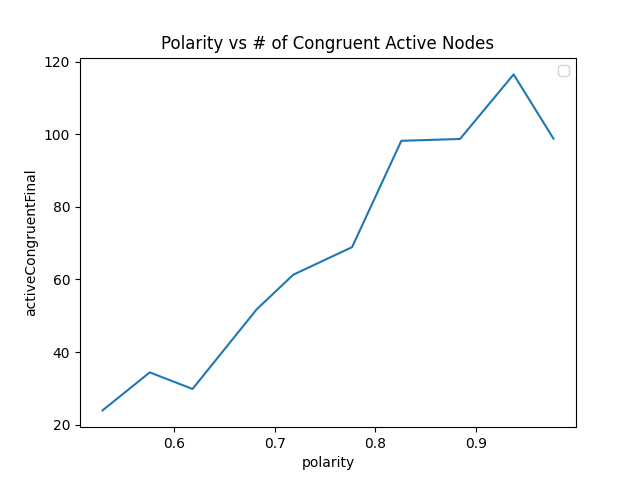 Polarity vs # of Congruent Active Nodes
120
100
80
60
40
20
activeCongruentFinal
0.6 0.7 0.8 0.9
polarity